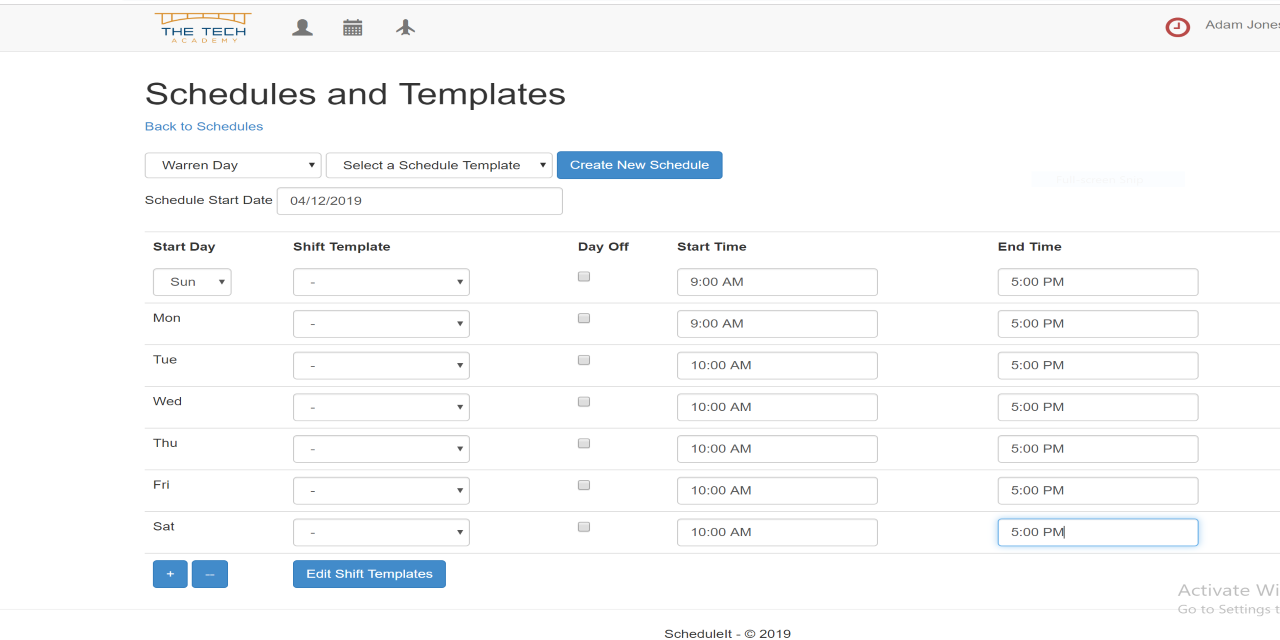 THE TECH
ACADEMY
Adam Jones
Schedules and Templates
Back to Schedules
Warren Day Select a Schedule Template Create New Schedule
Schedule Start Date 04/12/2019
Start Day Shift Template Day Off Start Time End Time
Sun - 9:00 AM 5:00 PM
Mon - 9:00 AM 5:00 PM
Tue - 10:00 AM 5:00 PM
Wed - 10:00 AM 5:00 PM
Thu - 10:00 AM 5:00 PM
Fri - 10:00 AM 5:00 PM
Sat - 10:00 AM 5:00 PM
+ – Edit Shift Templates
Activate Wi
Go to Settings t
ScheduleIt - © 2019